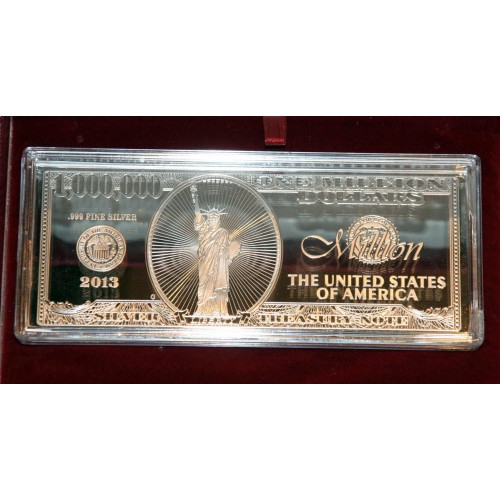 1,000,000
ONE MILLION
DOLLARS
.999 FINE SILVER
Million
2013
THE UNITED STATES
OF AMERICA
SILVER
TREASURY NOTE